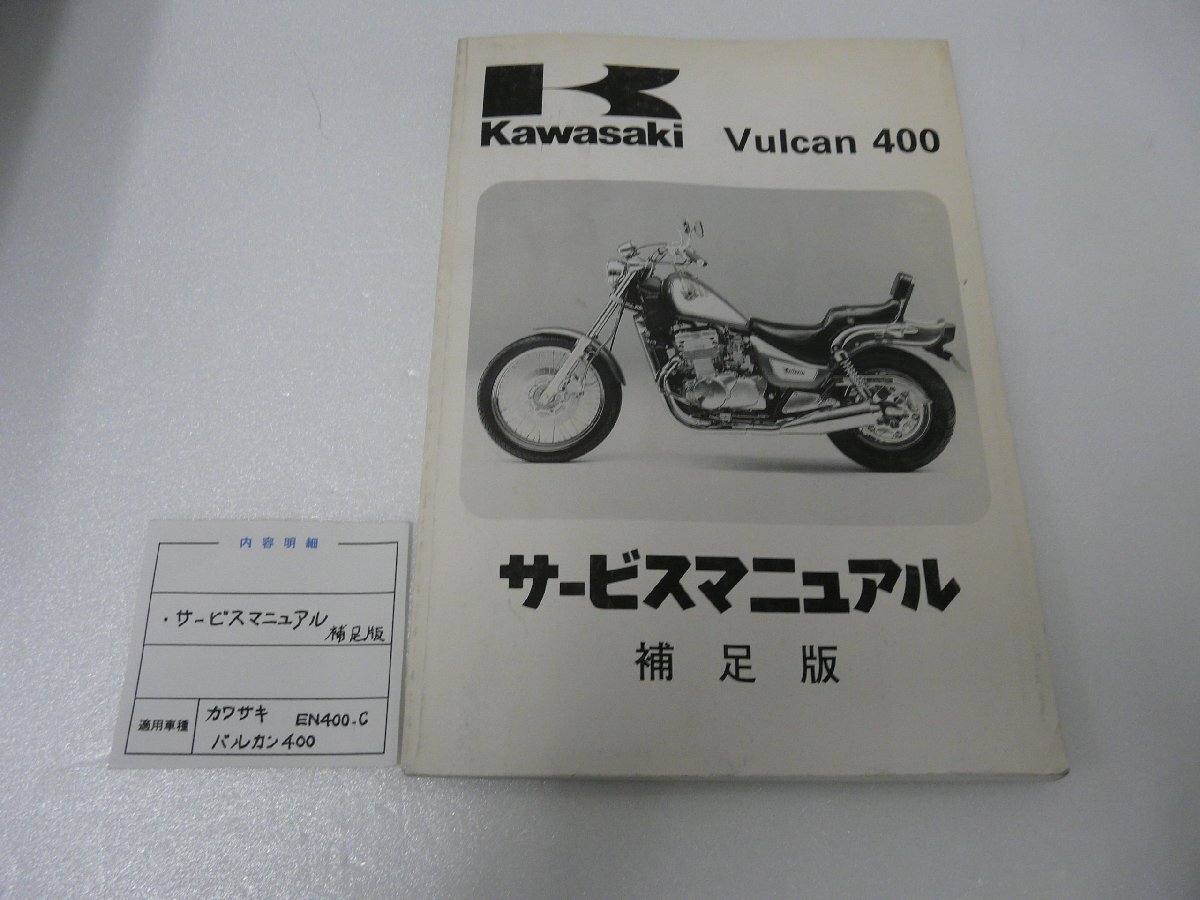 Kawasaki
Vulcan 400
サービスマニュアル
補足版
内容明細
・サービスマニュアル
補足版
適用車種
カワサキ EN400-C
バルカン400